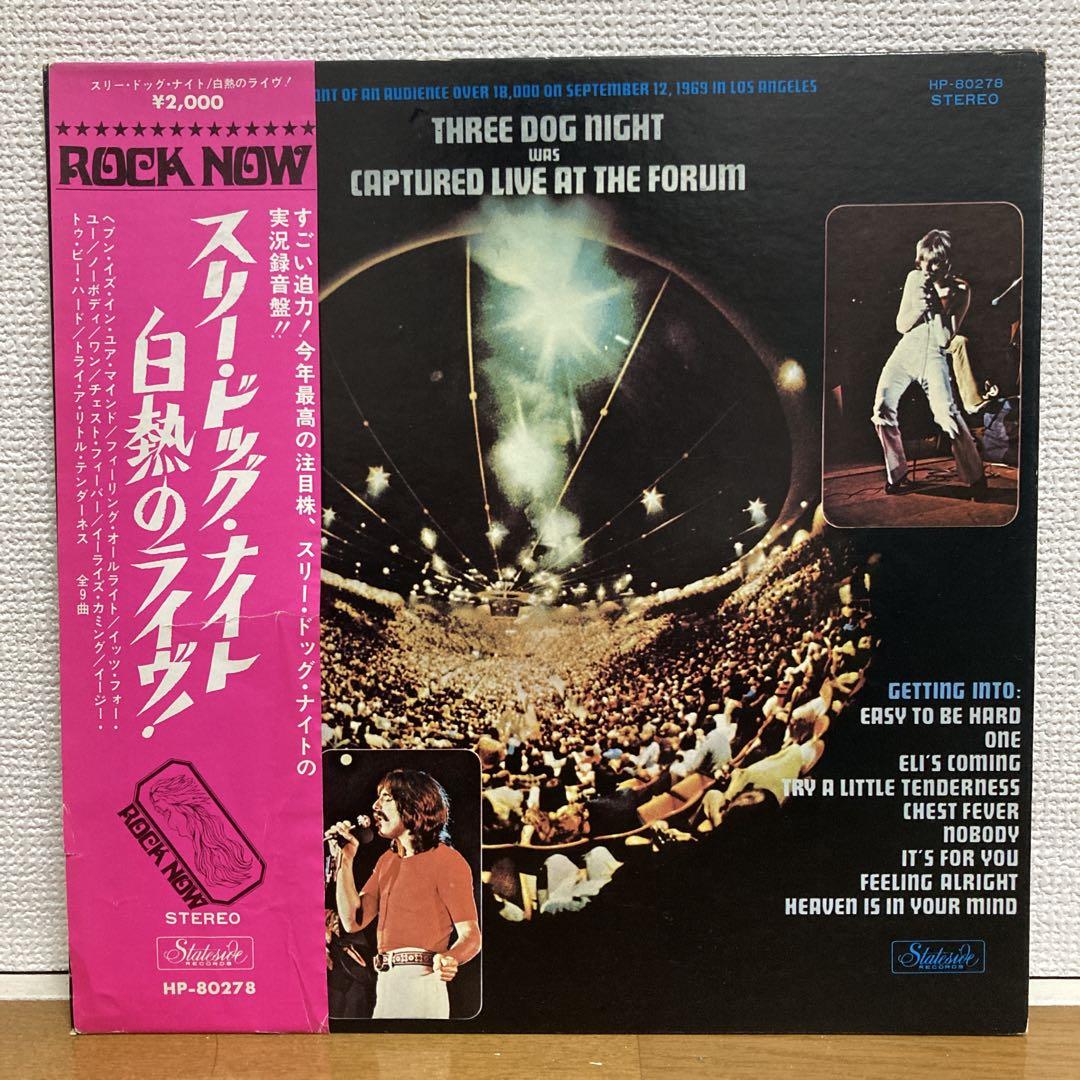 スリー・ドッグ・ナイト/白熱のライヴ!
¥2,000
ROCK NOW
すごい迫力!今年最高の注目株、スリー・ドッグ・ナイトの
実況録音盤!!
スリー・ドッグ・ナイト
白熱のライヴ!
ヘブン・イズ・イン・ユア・マインド/フィーリング・オールライト/イッツ・フォー・
ユー/ノーボディ/ワン/チェストフィーバー/イーライズ・カミング/イージー・
トゥ・ビー・ハード/トライ・ア・リトル・テンダーネス 全9曲
ROCK NOW
STEREO
Stateside
RECORDS
HP-80278
OF AN AUDIENCE OVER 18,000 ON SEPTEMBER 12, 1969 IN LOS ANGELES
HP-80278
STEREO
THREE DOG NIGHT
WAS
CAPTURED LIVE AT THE FORUM
GETTING INTO:
EASY TO BE HARD
ONE
ELI'S COMING
TRY A LITTLE TENDERNESS
CHEST FEVER
NOBODY
IT'S FOR YOU
FEELING ALRIGHT
HEAVEN IS IN YOUR MIND
Stateside
RECORDS